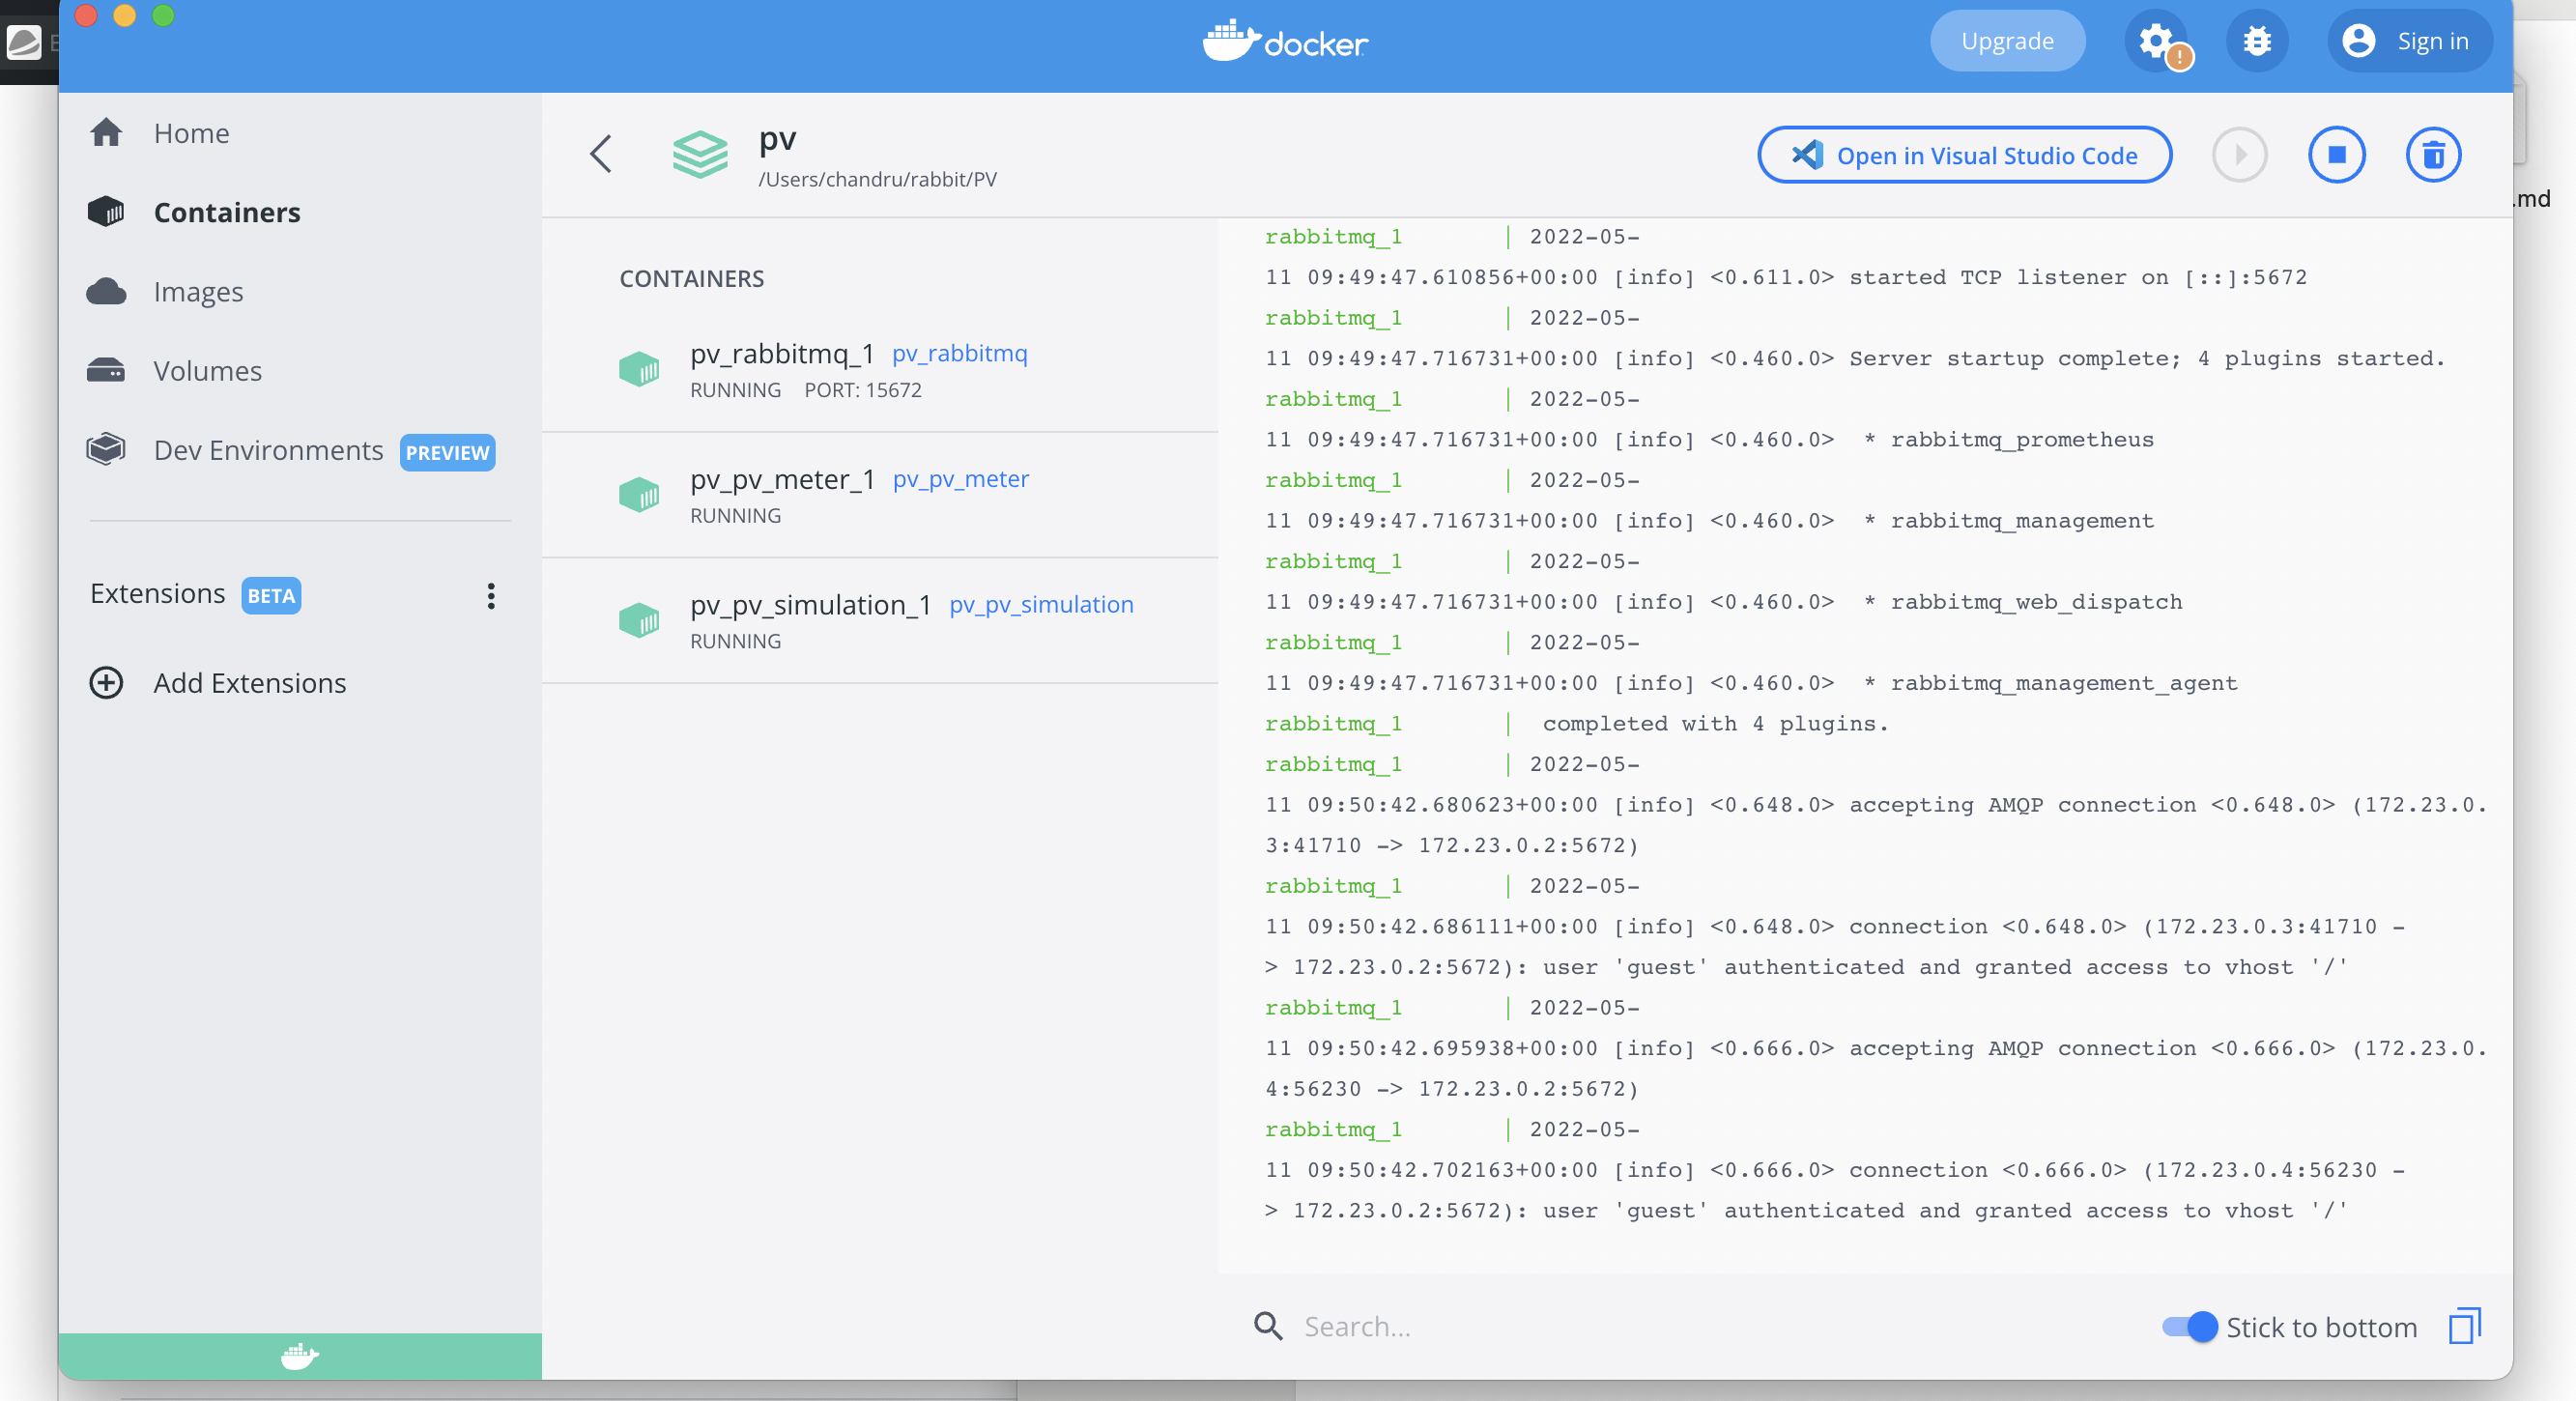 docker
Upgrade
Sign in
Home
Containers
Images
Volumes
Dev Environments PREVIEW
Extensions BETA
Add Extensions
pv
/Users/chandru/rabbit/PV
Open in Visual Studio Code
.md
CONTAINERS
pv_rabbitmq_1 pv_rabbitmq
RUNNING PORT: 15672
pv_pv_meter_1 pv_pv_meter
RUNNING
pv_pv_simulation_1 pv_pv_simulation
RUNNING
rabbitmq_1 | 2022-05-
11 09:49:47.610856+00:00 [info] <0.611.0> started TCP listener on [::]:5672
rabbitmq_1 | 2022-05-
11 09:49:47.716731+00:00 [info] <0.460.0> Server startup complete; 4 plugins started.
rabbitmq_1 | 2022-05-
11 09:49:47.716731+00:00 [info] <0.460.0> * rabbitmq_prometheus
rabbitmq_1 | 2022-05-
11 09:49:47.716731+00:00 [info] <0.460.0> * rabbitmq_management
rabbitmq_1 | 2022-05-
11 09:49:47.716731+00:00 [info] <0.460.0> * rabbitmq_web_dispatch
rabbitmq_1 | 2022-05-
11 09:49:47.716731+00:00 [info] <0.460.0> * rabbitmq_management_agent
rabbitmq_1 | completed with 4 plugins.
rabbitmq_1 | 2022-05-
11 09:50:42.680623+00:00 [info] <0.648.0> accepting AMQP connection <0.648.0> (172.23.0.
3:41710 -> 172.23.0.2:5672)
rabbitmq_1 | 2022-05-
11 09:50:42.686111+00:00 [info] <0.648.0> connection <0.648.0> (172.23.0.3:41710 -
> 172.23.0.2:5672): user 'guest' authenticated and granted access to vhost '/'
rabbitmq_1 | 2022-05-
11 09:50:42.695938+00:00 [info] <0.666.0> accepting AMQP connection <0.666.0> (172.23.0.
4:56230 -> 172.23.0.2:5672)
rabbitmq_1 | 2022-05-
11 09:50:42.702163+00:00 [info] <0.666.0> connection <0.666.0> (172.23.0.4:56230 -
> 172.23.0.2:5672): user 'guest' authenticated and granted access to vhost '/'
Search...
Stick to bottom